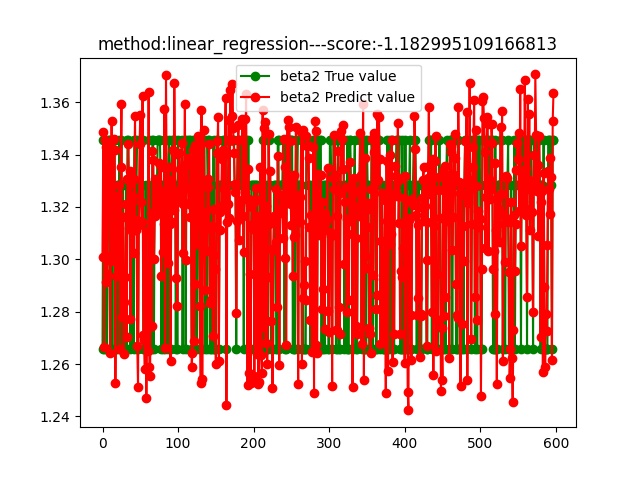 method:linear_regression---score:-1.182995109166813
beta2 True value
beta2 Predict value
1.36
1.34
1.32
1.30
1.28
1.26
1.24
0 100 200 300 400 500 600